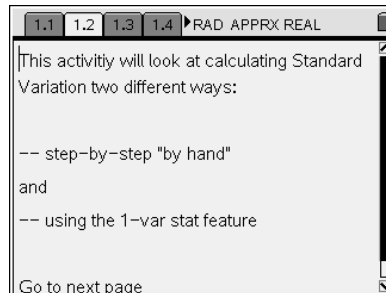 1.1 1.2 1.3 1.4 RAD APPRX REAL
This activitiy will look at calculating Standard
Variation two different ways:
-- step-by-step "by hand"
and
-- using the 1-var stat feature
Go to next page